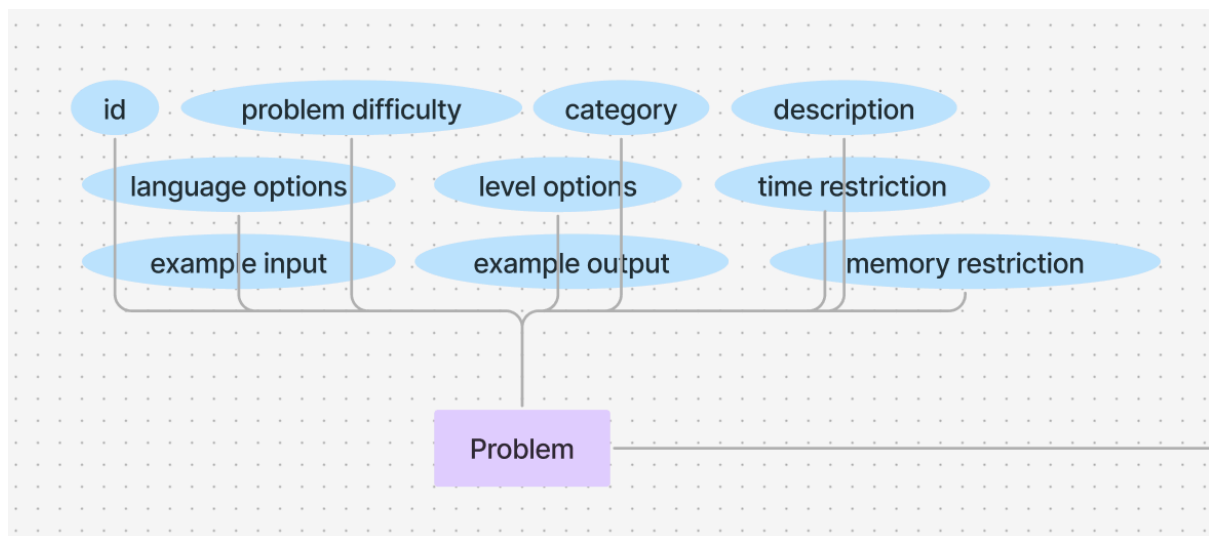 id
problem difficulty
category
description
language options
level options
time restriction
example input
example output
memory restriction
Problem